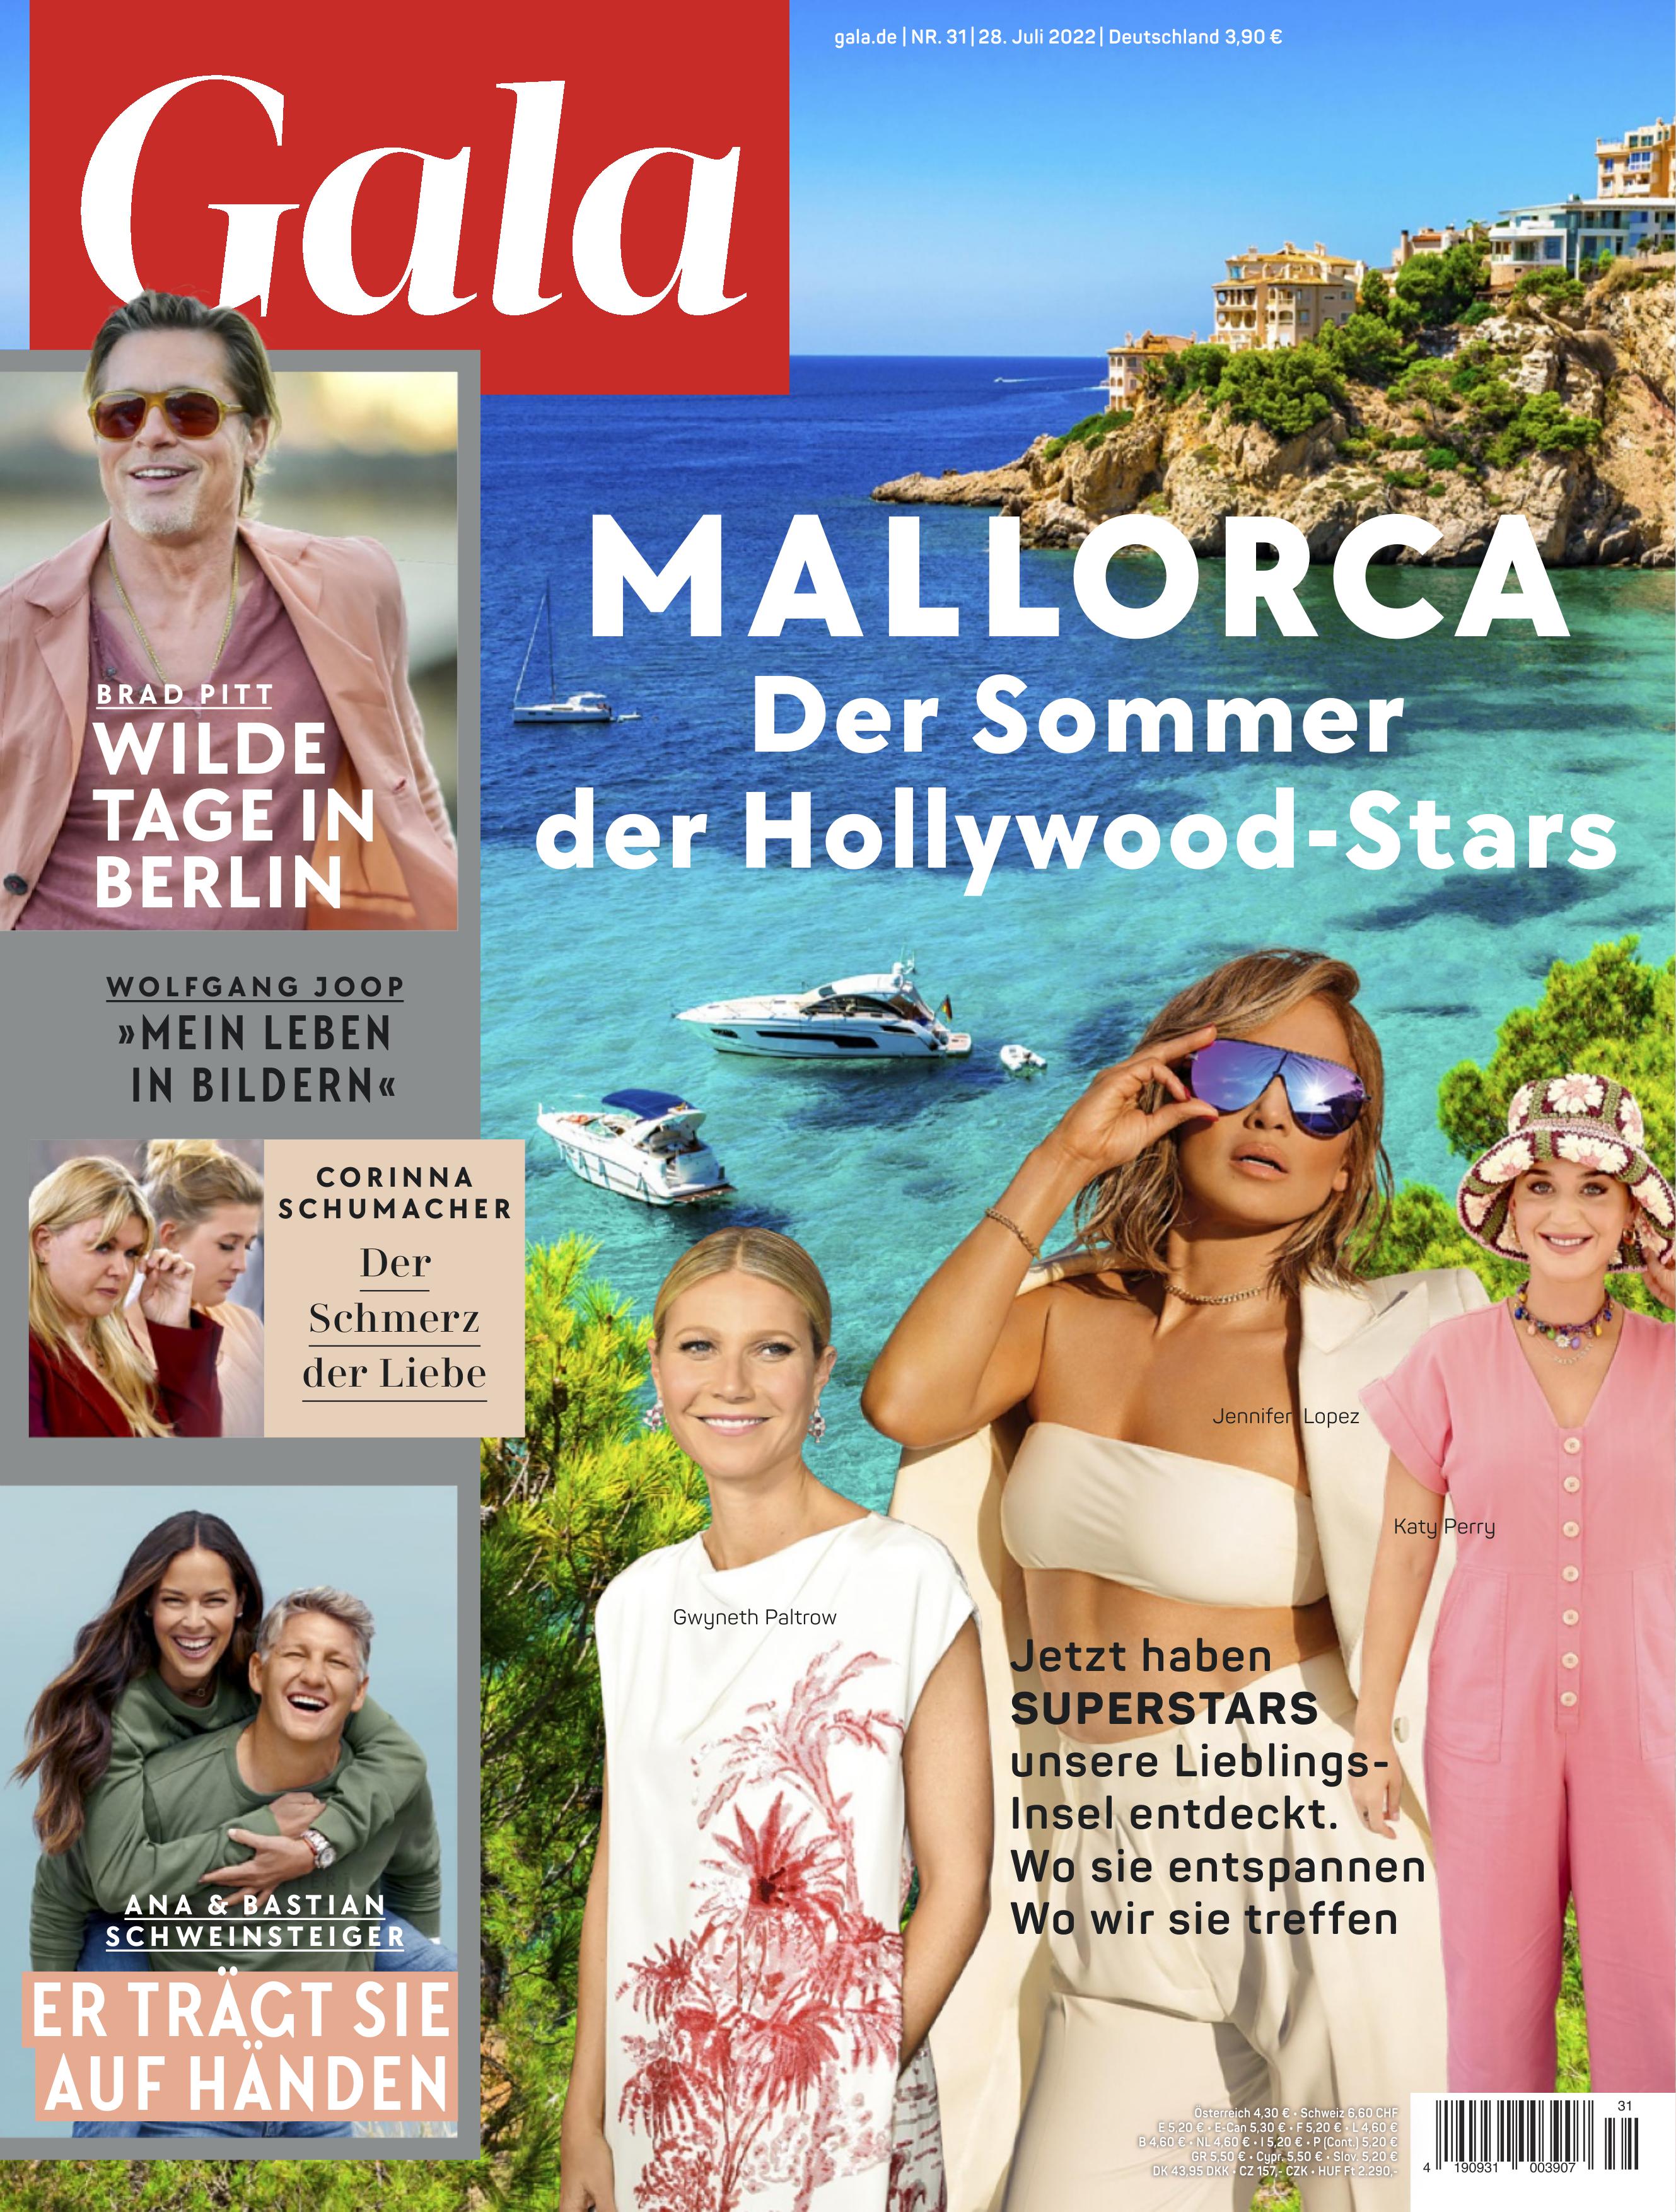 gala.de | NR. 31 | 28. Juli 2022 | Deutschland 3,90 €
Gala
MALLORCA
Der Sommer
der Hollywood-Stars
BRAD PITT
WILDE
TAGE IN
BERLIN
WOLFGANG JOOP
»MEIN LEBEN
IN BILDERN«
CORINNA
SCHUMACHER
Der
Schmerz
der Liebe
ANA & BASTIAN
SCHWEINSTEIGER
ER TRÄGT SIE
AUF HÄNDEN
Jennifer Lopez
Katy Perry
Gwyneth Paltrow
Jetzt haben
SUPERSTARS
unsere Lieblings-
Insel entdeckt.
Wo sie entspannen
Wo wir sie treffen
Österreich 4,30 € • Schweiz 6,60 CHF
E 5,20 € • E-Can 5,30 € • F 5,20 € • L 4,60 €
B 4,60 € • NL 4,60 € • I 5,20 € • P (Cont.) 5,20 €
GR 5,50 € • Cypr. 5,50 € • Slov. 5,20 €
DK 43,95 DKK • CZ 157,- CZK • HUF Ft 2.290,-
31
4 190931 003907